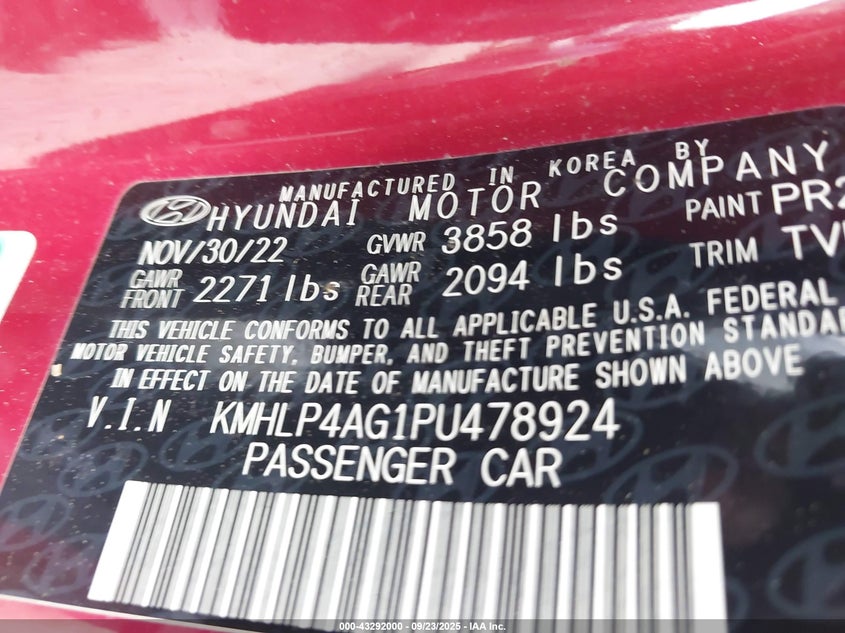 MANUFACTURED IN KOREA BY
HYUNDAI MOTOR COMPANY
NOV/30/22 GVWR 3858 lbs PAINT PR2
GAWR FRONT 2271 lbs GAWR REAR 2094 lbs TRIM
THIS VEHICLE CONFORMS TO ALL APPLICABLE U.S.A. FEDERAL
MOTOR VEHICLE SAFETY, BUMPER, AND THEFT PREVENTION STANDAR
IN EFFECT ON THE DATE OF MANUFACTURE SHOWN ABOVE
V.I.N KMHLP4AG1PU478924
PASSENGER CAR
000-43292000 - 09/23/2025 - IAA Inc.